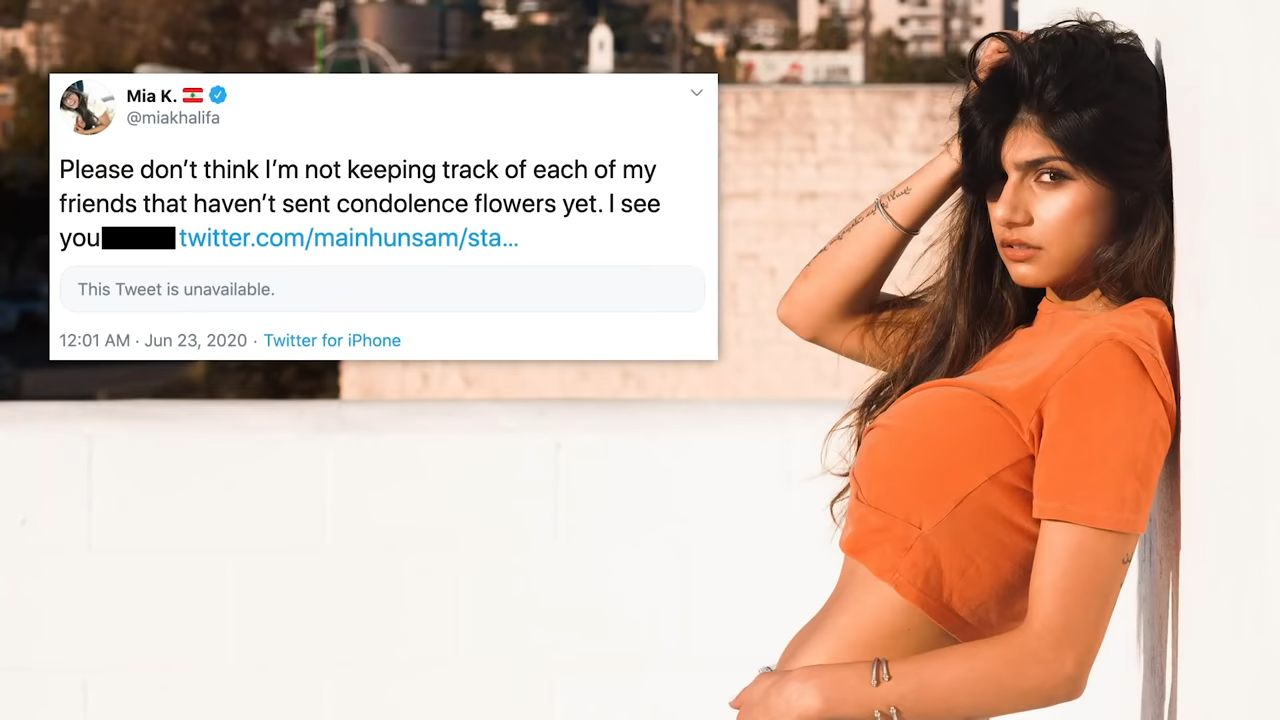 Mia K. 🇱🇧
@miakhalifa
Please don’t think I’m not keeping track of each of my
friends that haven’t sent condolence flowers yet. I see
you twitter.com/mainhunsam/sta...
This Tweet is unavailable.
12:01 AM · Jun 23, 2020 · Twitter for iPhone